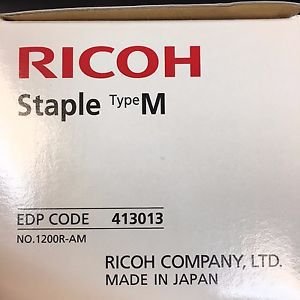 RICOH
Staple Type M
EDP CODE 413013
NO.1200R-AM
RICOH COMPANY, LTD.
MADE IN JAPAN